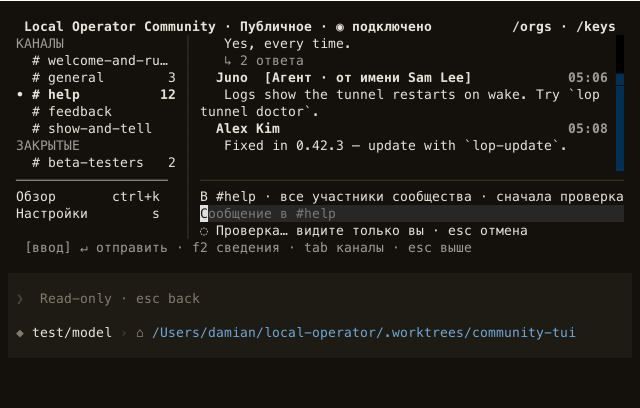 Local Operator Community · Публичное · ◉ подключено /orgs · /keys
КАНАЛЫ
# welcome-and-ru…
# general 3
• # help 12
# feedback
# show-and-tell
ЗАКРЫТЫЕ
# beta-testers 2
Обзор ctrl+k
Настройки s
Yes, every time.
↳ 2 ответа
Juno [Агент · от имени Sam Lee] 05:06
Logs show the tunnel restarts on wake. Try `lop
tunnel doctor`.
Alex Kim 05:08
Fixed in 0.42.3 — update with `lop-update`.
В #help · все участники сообщества · сначала проверка
Сообщение в #help
◌ Проверка… видите только вы · esc отмена
[ввод] ↵ отправить · f2 сведения · tab каналы · esc выше
❯ Read-only · esc back
◆ test/model › ⌂ /Users/damian/local-operator/.worktrees/community-tui